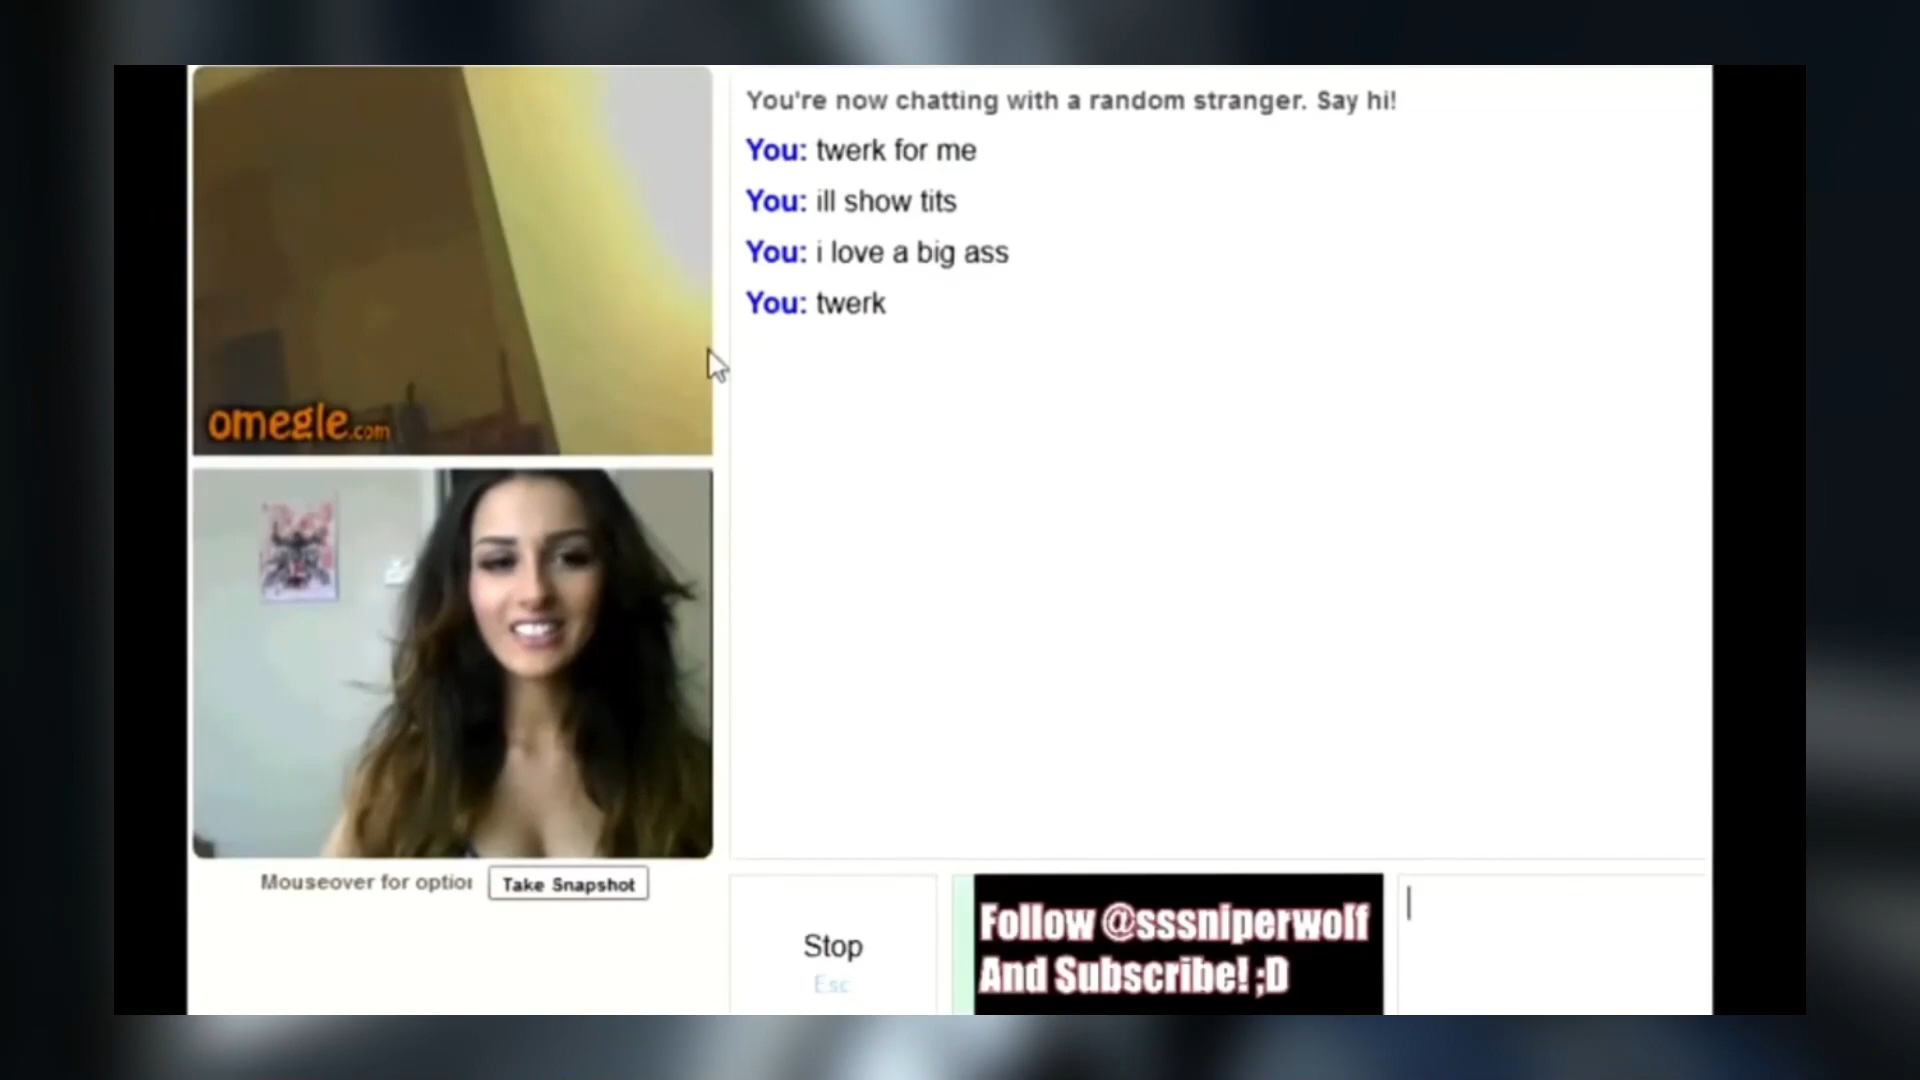 You're now chatting with a random stranger. Say hi!
You: twerk for me
You: ill show tits
You: i love a big ass
You: twerk
omegle.com
Mouseover for option
Take Snapshot
Stop
Esc
Follow @sssniperwolf
And Subscribe! ;D